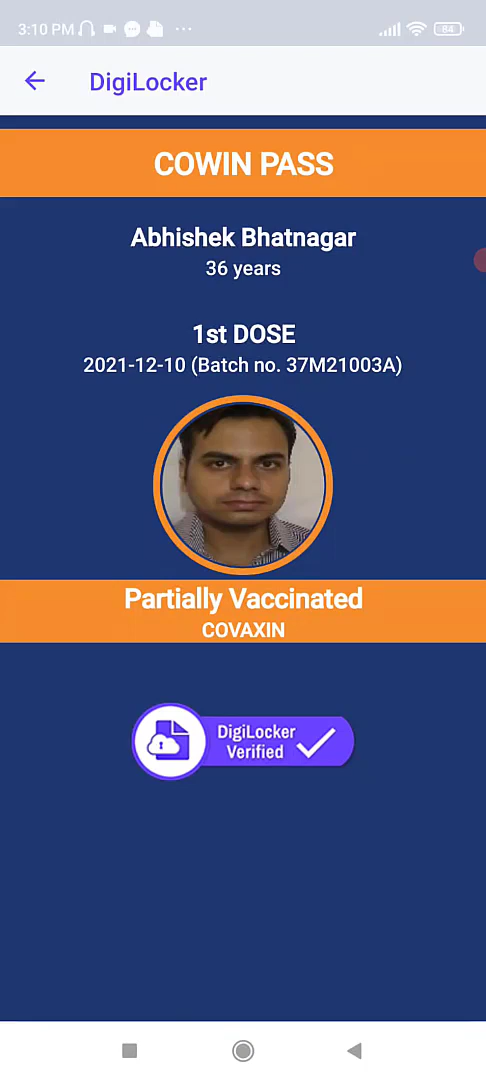 3:10 PM
84
DigiLocker
COWIN PASS
Abhishek Bhatnagar
36 years
1st DOSE
2021-12-10 (Batch no. 37M21003A)
Partially Vaccinated
COVAXIN
DigiLocker
Verified